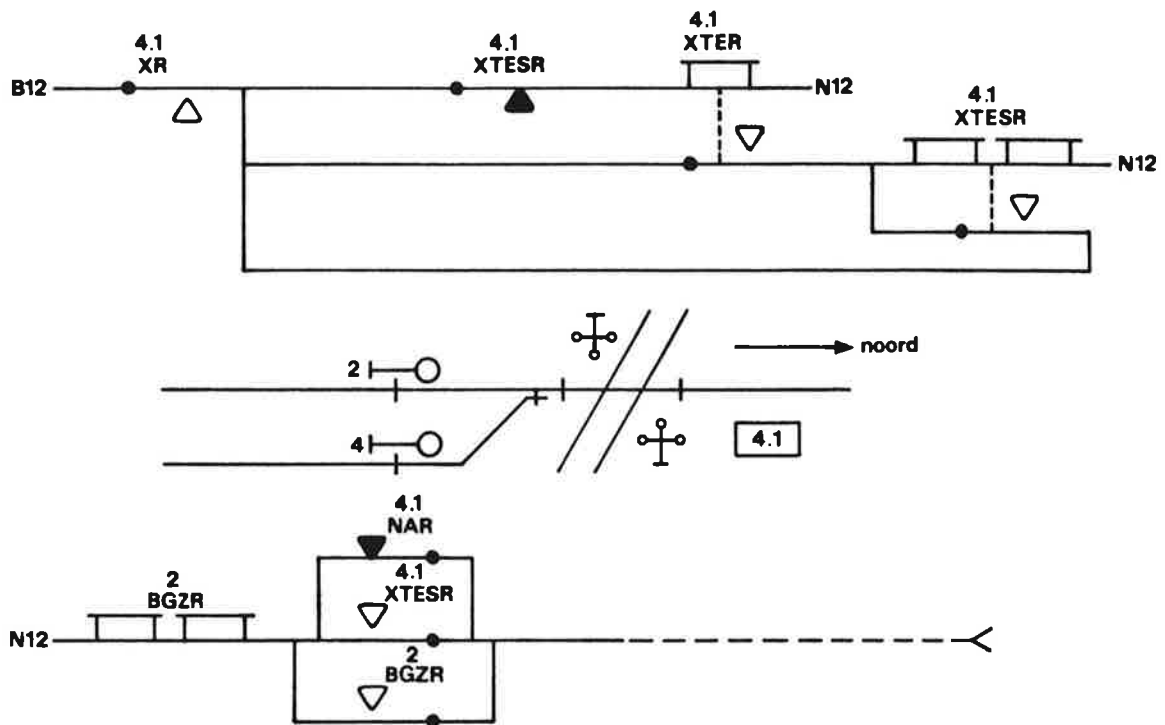 4.1
XR
4.1
XTESR
4.1
XTER
B12
N12
4.1
XTESR
N12
noord
2
4
4.1
4.1
NAR
4.1
XTESR
2
BGZR
N12
2
BGZR